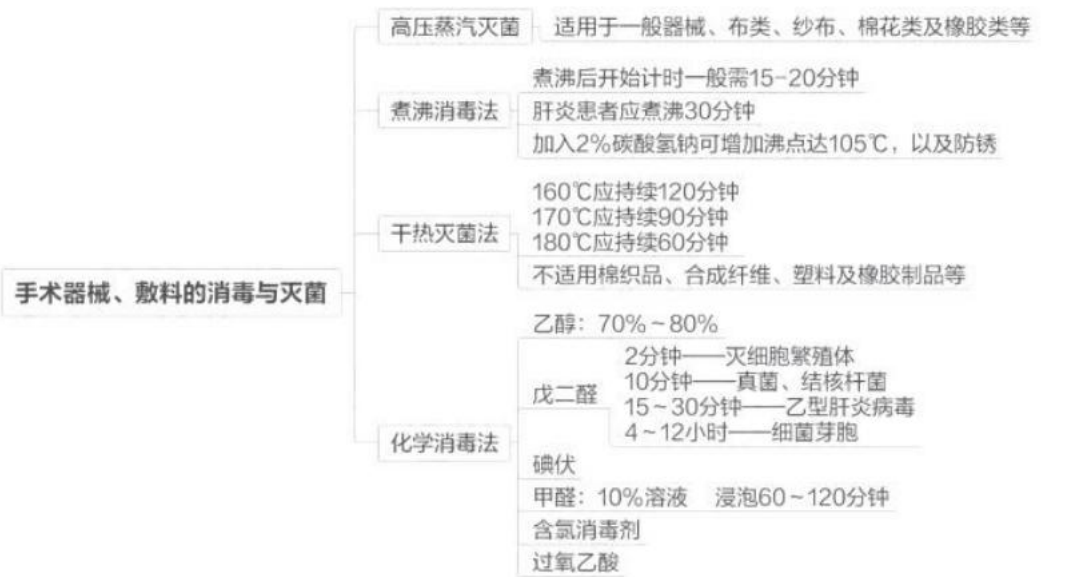 高压蒸汽灭菌
适用于一般器械、布类、纱布、棉花类及橡胶类等
煮沸消毒法
煮沸后开始计时一般需15-20分钟
肝炎患者应煮沸30分钟
加入2%碳酸氢钠可增加沸点达105℃，以及防锈
干热灭菌法
160℃应持续120分钟
170℃应持续90分钟
180℃应持续60分钟
不适用棉织品、合成纤维、塑料及橡胶制品等
手术器械、敷料的消毒与灭菌
化学消毒法
乙醇：70%~80%
戊二醛
2分钟——灭细胞繁殖体
10分钟——真菌、结核杆菌
15~30分钟——乙型肝炎病毒
4~12小时——细菌芽胞
碘伏
甲醛：10%溶液 浸泡60~120分钟
含氯消毒剂
过氧乙酸